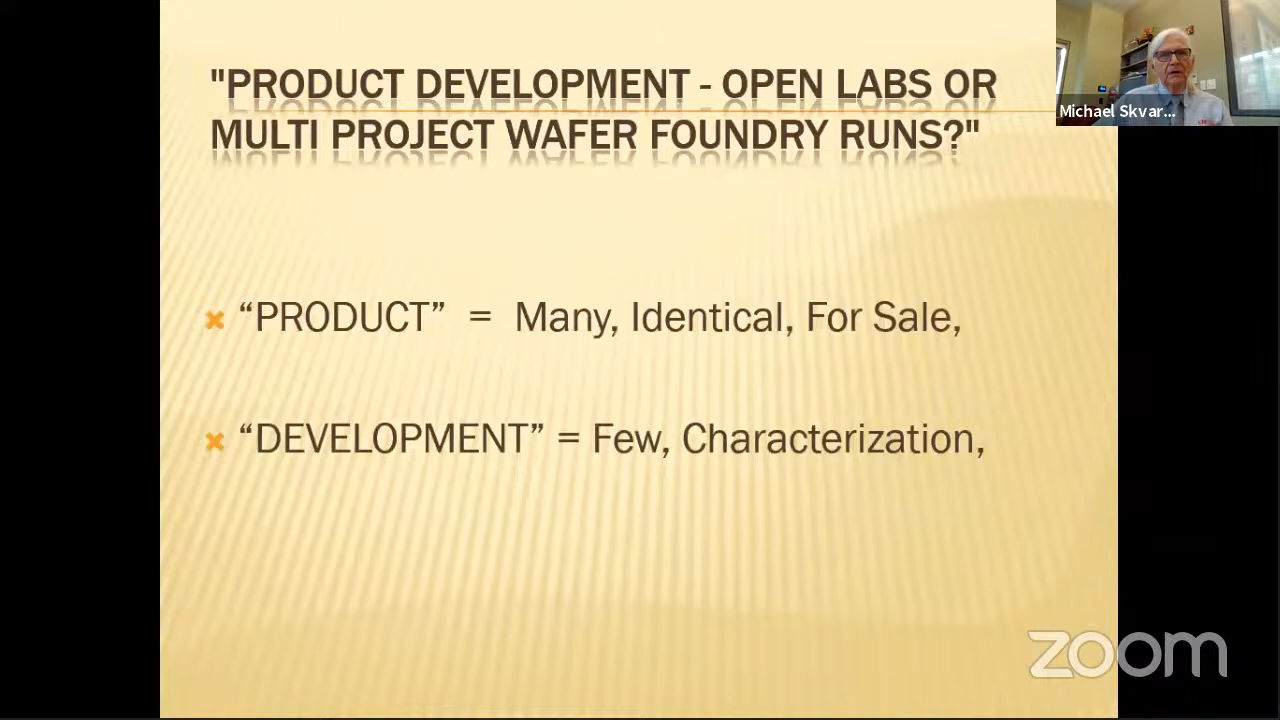 "PRODUCT DEVELOPMENT - OPEN LABS OR
MULTI PROJECT WAFER FOUNDRY RUNS?"
Michael Skvar...
“PRODUCT” = Many, Identical, For Sale,
“DEVELOPMENT” = Few, Characterization,
zoom